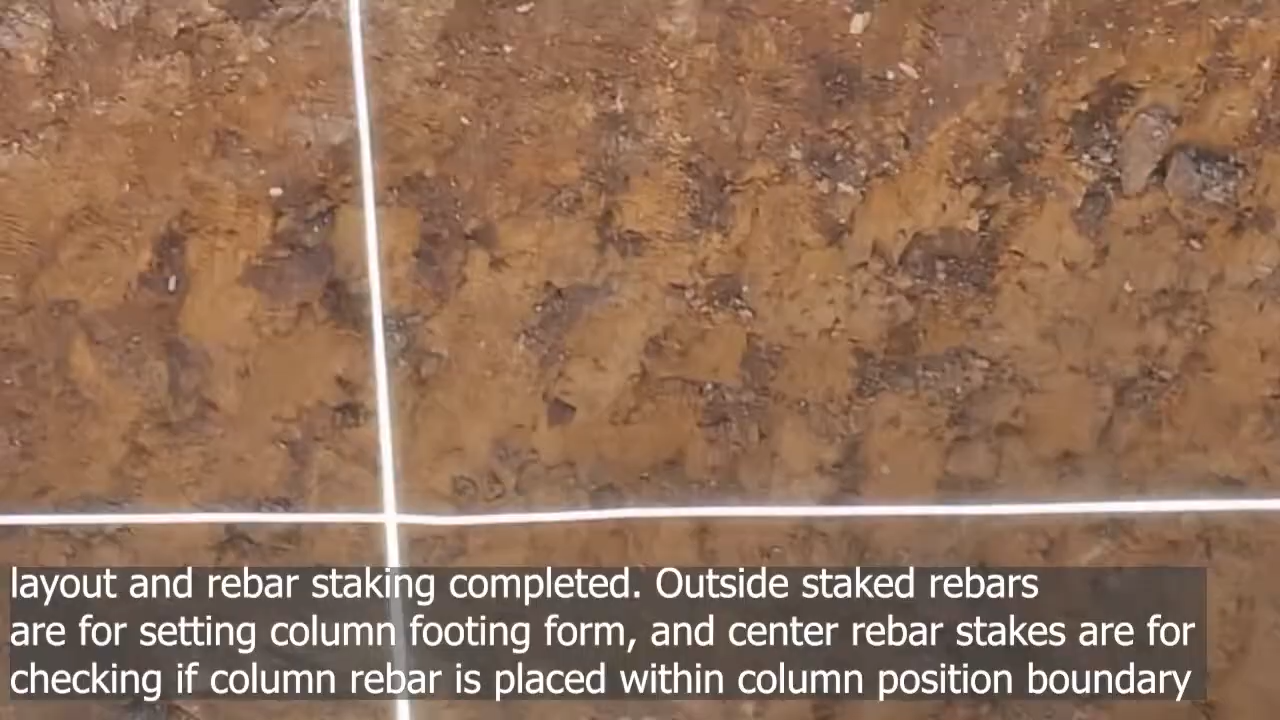 layout and rebar staking completed. Outside staked rebars
are for setting column footing form, and center rebar stakes are for
checking if column rebar is placed within column position boundary